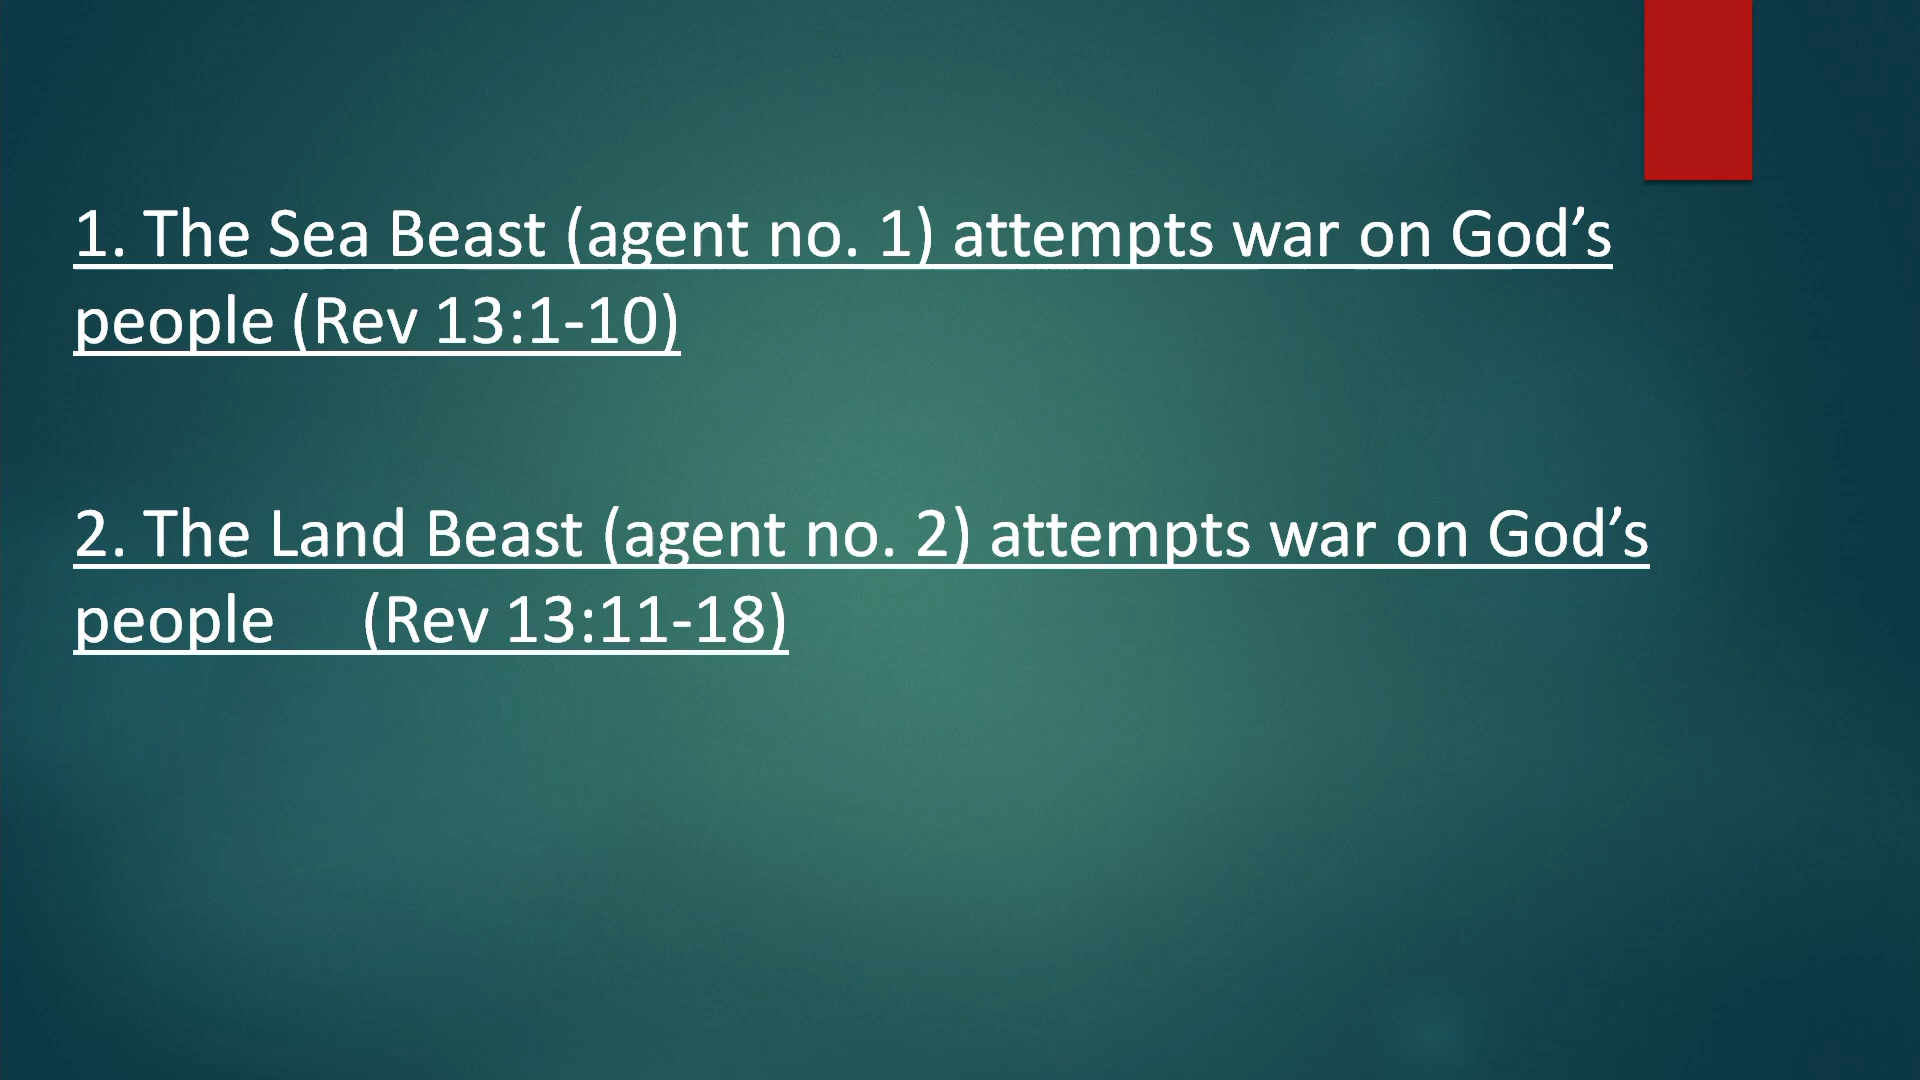 1. The Sea Beast (agent no. 1) attempts war on God’s
people (Rev 13:1-10)
2. The Land Beast (agent no. 2) attempts war on God’s
people (Rev 13:11-18)